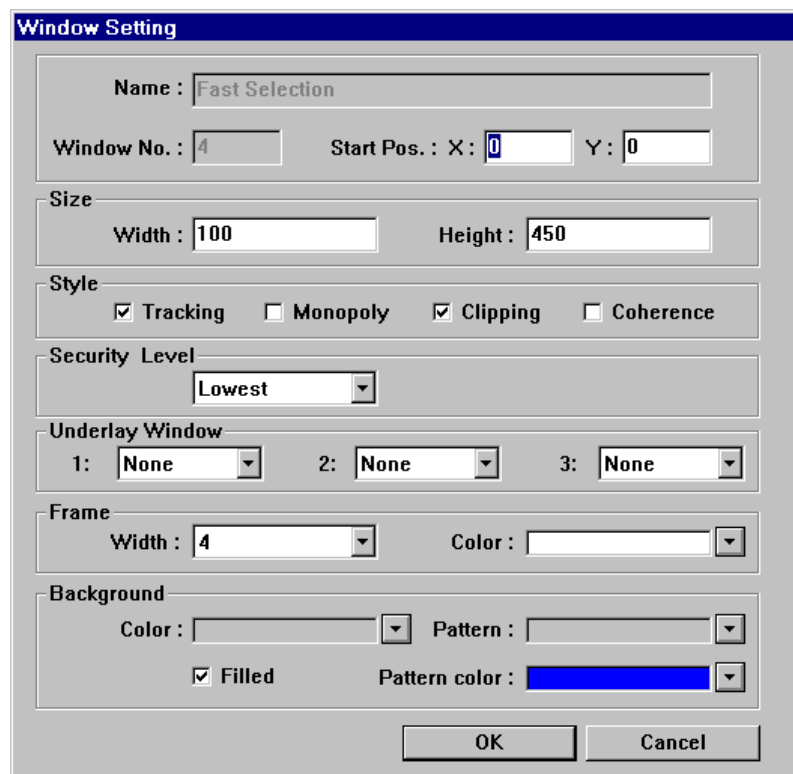 Window Setting
Name : Fast Selection
Window No. : 4 Start Pos. : X : 0 Y : 0
Size
Width : 100 Height : 450
Style
Tracking Monopoly Clipping Coherence
Security Level
Lowest
Underlay Window
1: None 2: None 3: None
Frame
Width : 4 Color :
Background
Color : Pattern :
Filled Pattern color :
OK Cancel